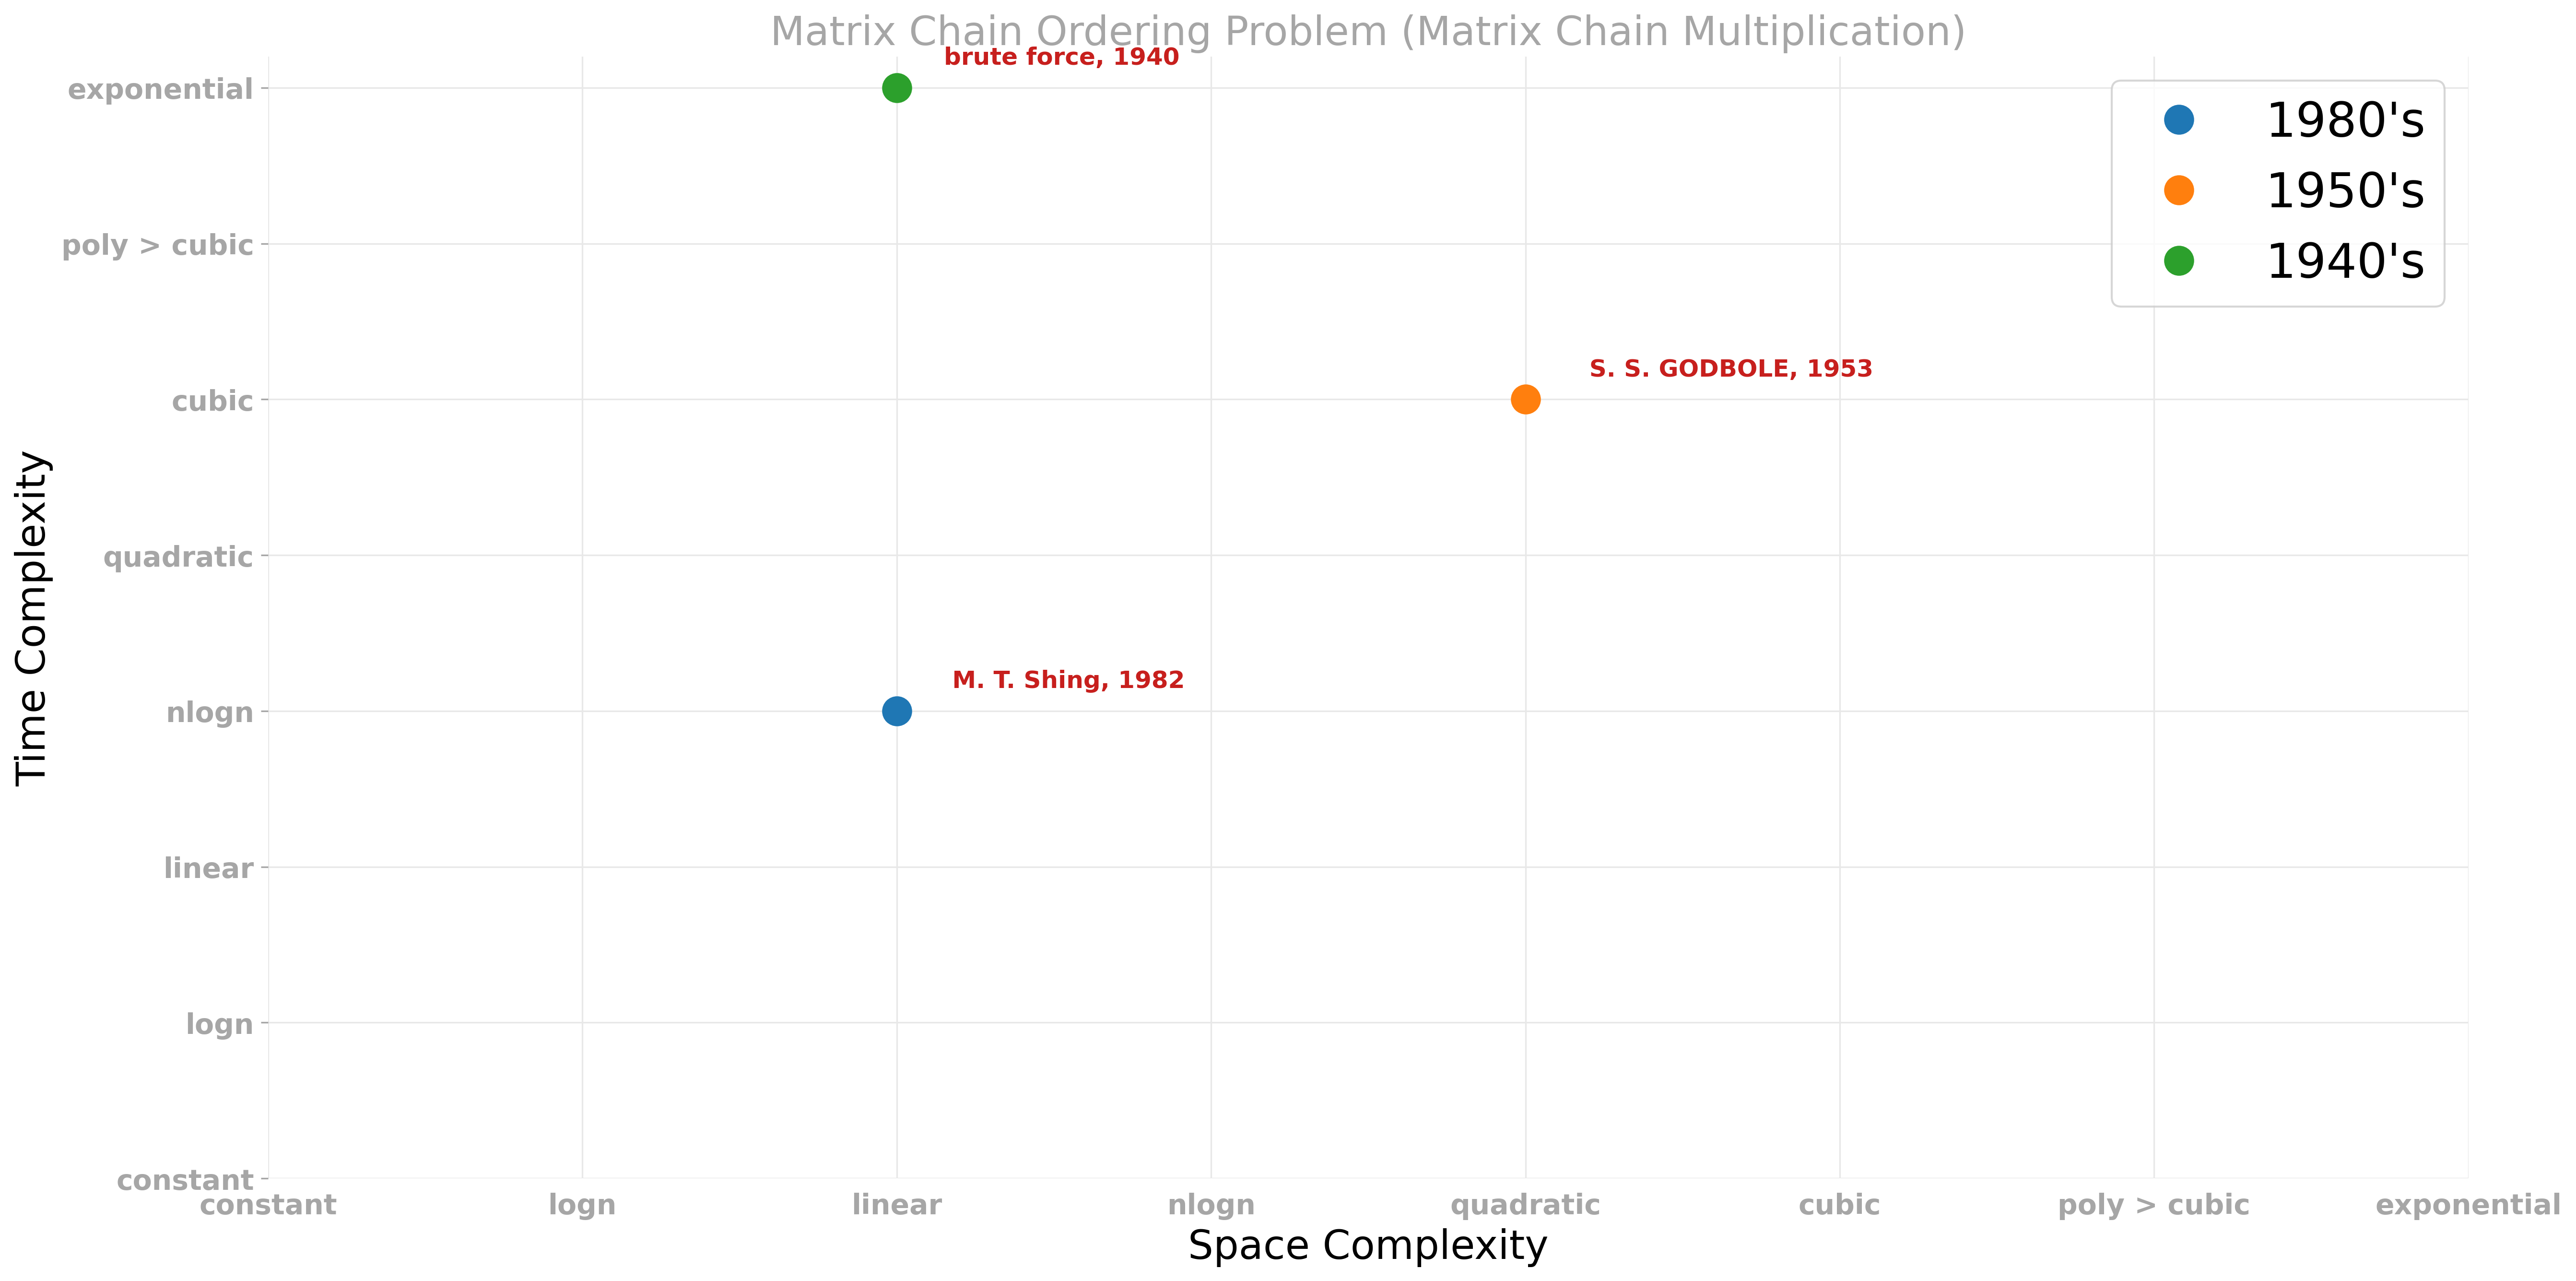 Matrix Chain Ordering Problem (Matrix Chain Multiplication)
brute force, 1940
exponential
1980's
1950's
1940's
poly > cubic
S. S. GODBOLE, 1953
cubic
quadratic
M. T. Shing, 1982
nlogn
linear
logn
constant
Time Complexity
constant
logn
linear
nlogn
quadratic
cubic
poly > cubic
exponential
Space Complexity